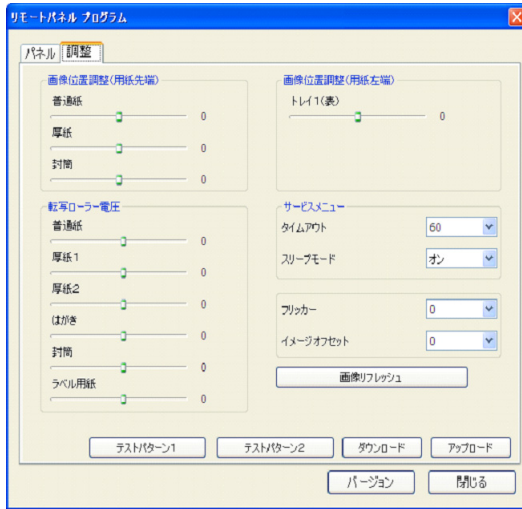 リモートパネル プログラム
パネル 調整
画像位置調整(用紙先端)
普通紙
0
厚紙
0
封筒
0
画像位置調整(用紙左端)
トレイ1(表)
0
転写ローラー電圧
普通紙
0
厚紙1
0
厚紙2
0
はがき
0
封筒
0
ラベル用紙
0
サービスメニュー
タイムアウト 60
スリープモード オン
フリッカー 0
イメージオフセット 0
画像リフレッシュ
テストパターン1 テストパターン2 ダウンロード アップロード
バージョン 閉じる